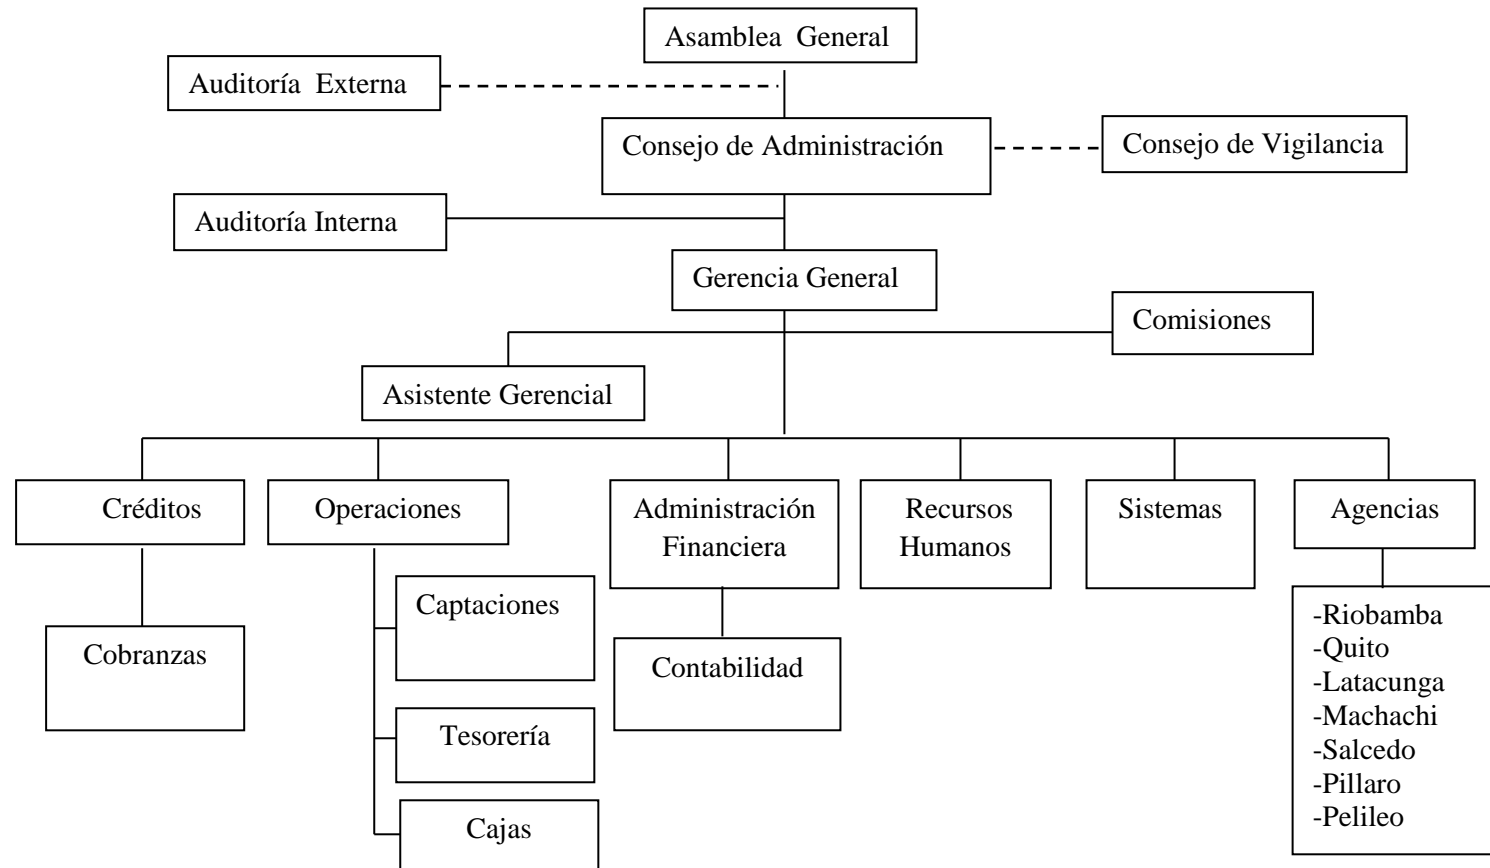 Asamblea General
Auditoría Externa
Consejo de Administración
Consejo de Vigilancia
Auditoría Interna
Gerencia General
Comisiones
Asistente Gerencial
Créditos
Operaciones
Administración
Financiera
Recursos
Humanos
Sistemas
Agencias
Captaciones
Cobranzas
Contabilidad
Tesorería
Cajas
-Riobamba
-Quito
-Latacunga
-Machachi
-Salcedo
-Pillaro
-Pelileo